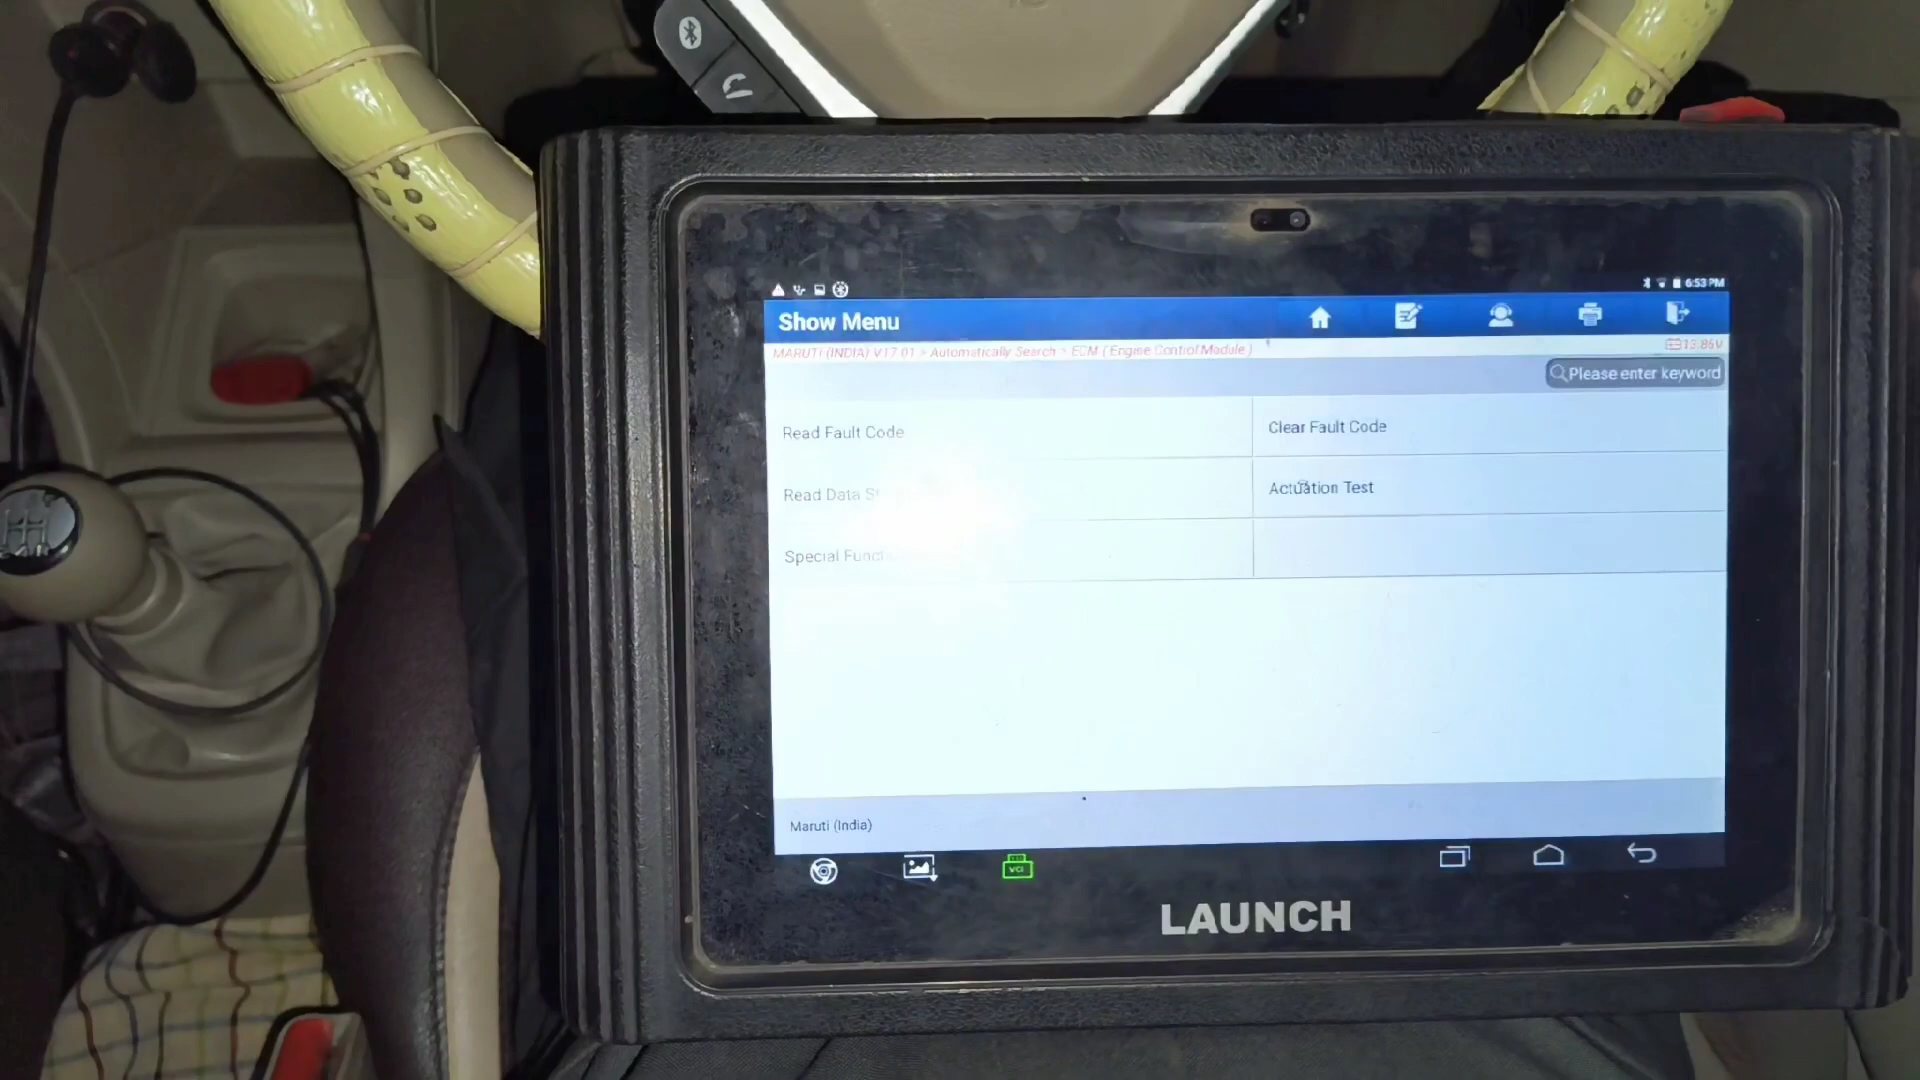 6:53 PM
Show Menu
MARUTI (INDIA) V17.01 > Automatically Search > ECM ( Engine Control Module )
13.86V
Please enter keyword
Read Fault Code
Clear Fault Code
Read Data
Actuation Test
Special
Maruti (India)
VCI
LAUNCH